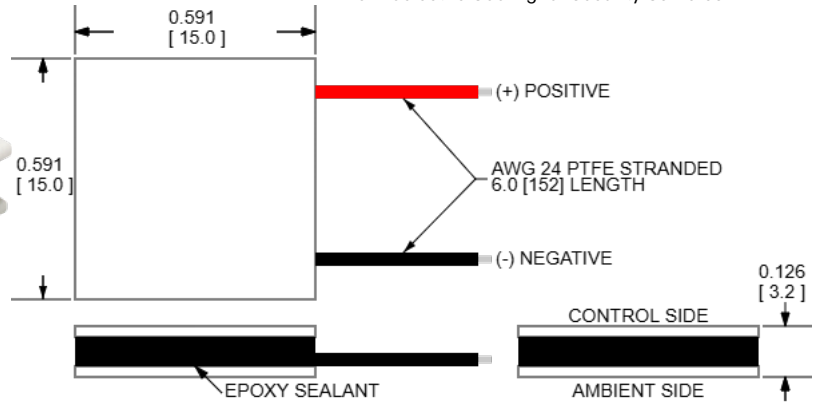 0.591
[ 15.0 ]
(+) POSITIVE
0.591
[ 15.0 ]
AWG 24 PTFE STRANDED
6.0 [152] LENGTH
(-) NEGATIVE
0.126
[ 3.2 ]
CONTROL SIDE
EPOXY SEALANT
AMBIENT SIDE